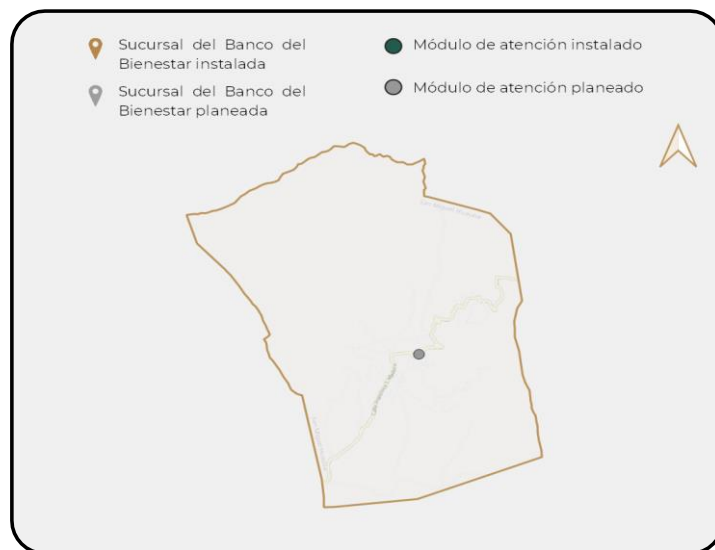 Sucursal del Banco del
Bienestar instalada
Sucursal del Banco del
Bienestar planeada
Módulo de atención instalado
Módulo de atención planeado